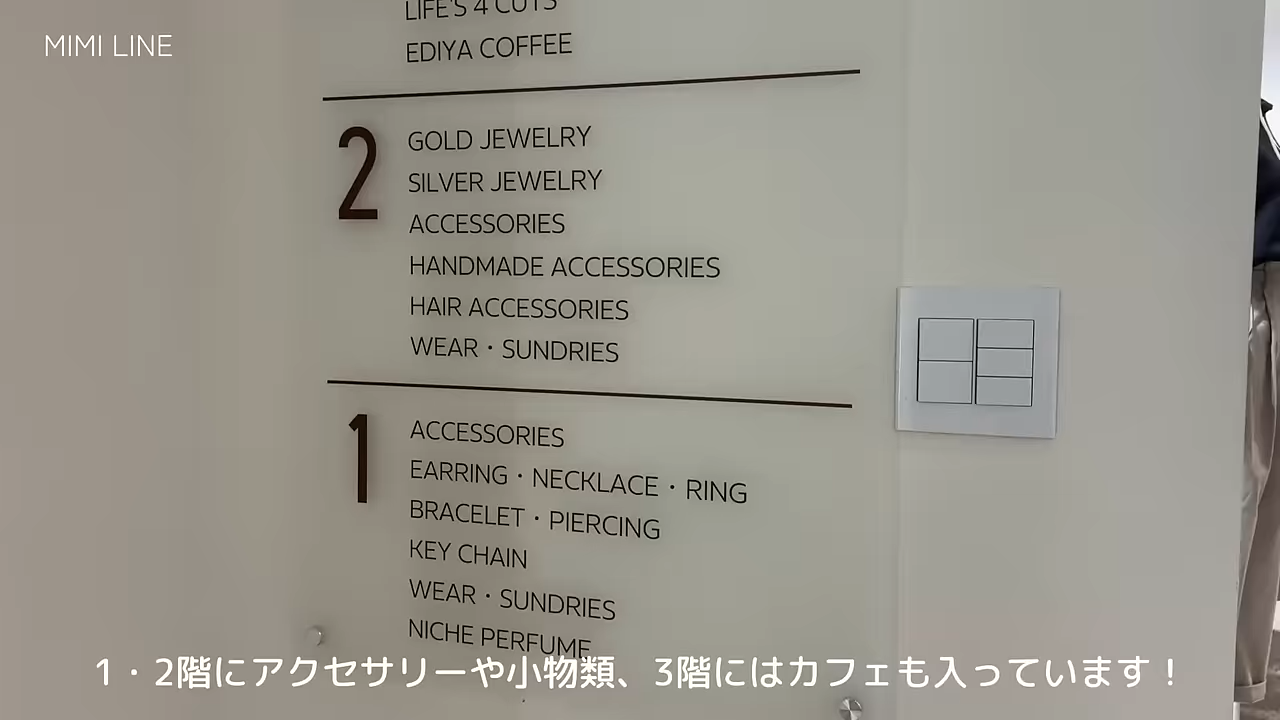 MIMI LINE
LIFE'S 4 CUTS
EDIYA COFFEE
2
GOLD JEWELRY
SILVER JEWELRY
ACCESSORIES
HANDMADE ACCESSORIES
HAIR ACCESSORIES
WEAR・SUNDRIES
1
ACCESSORIES
EARRING・NECKLACE・RING
BRACELET・PIERCING
KEY CHAIN
WEAR・SUNDRIES
NICHE PERFUME
1・2階にアクセサリーや小物類、3階にはカフェも入っています！